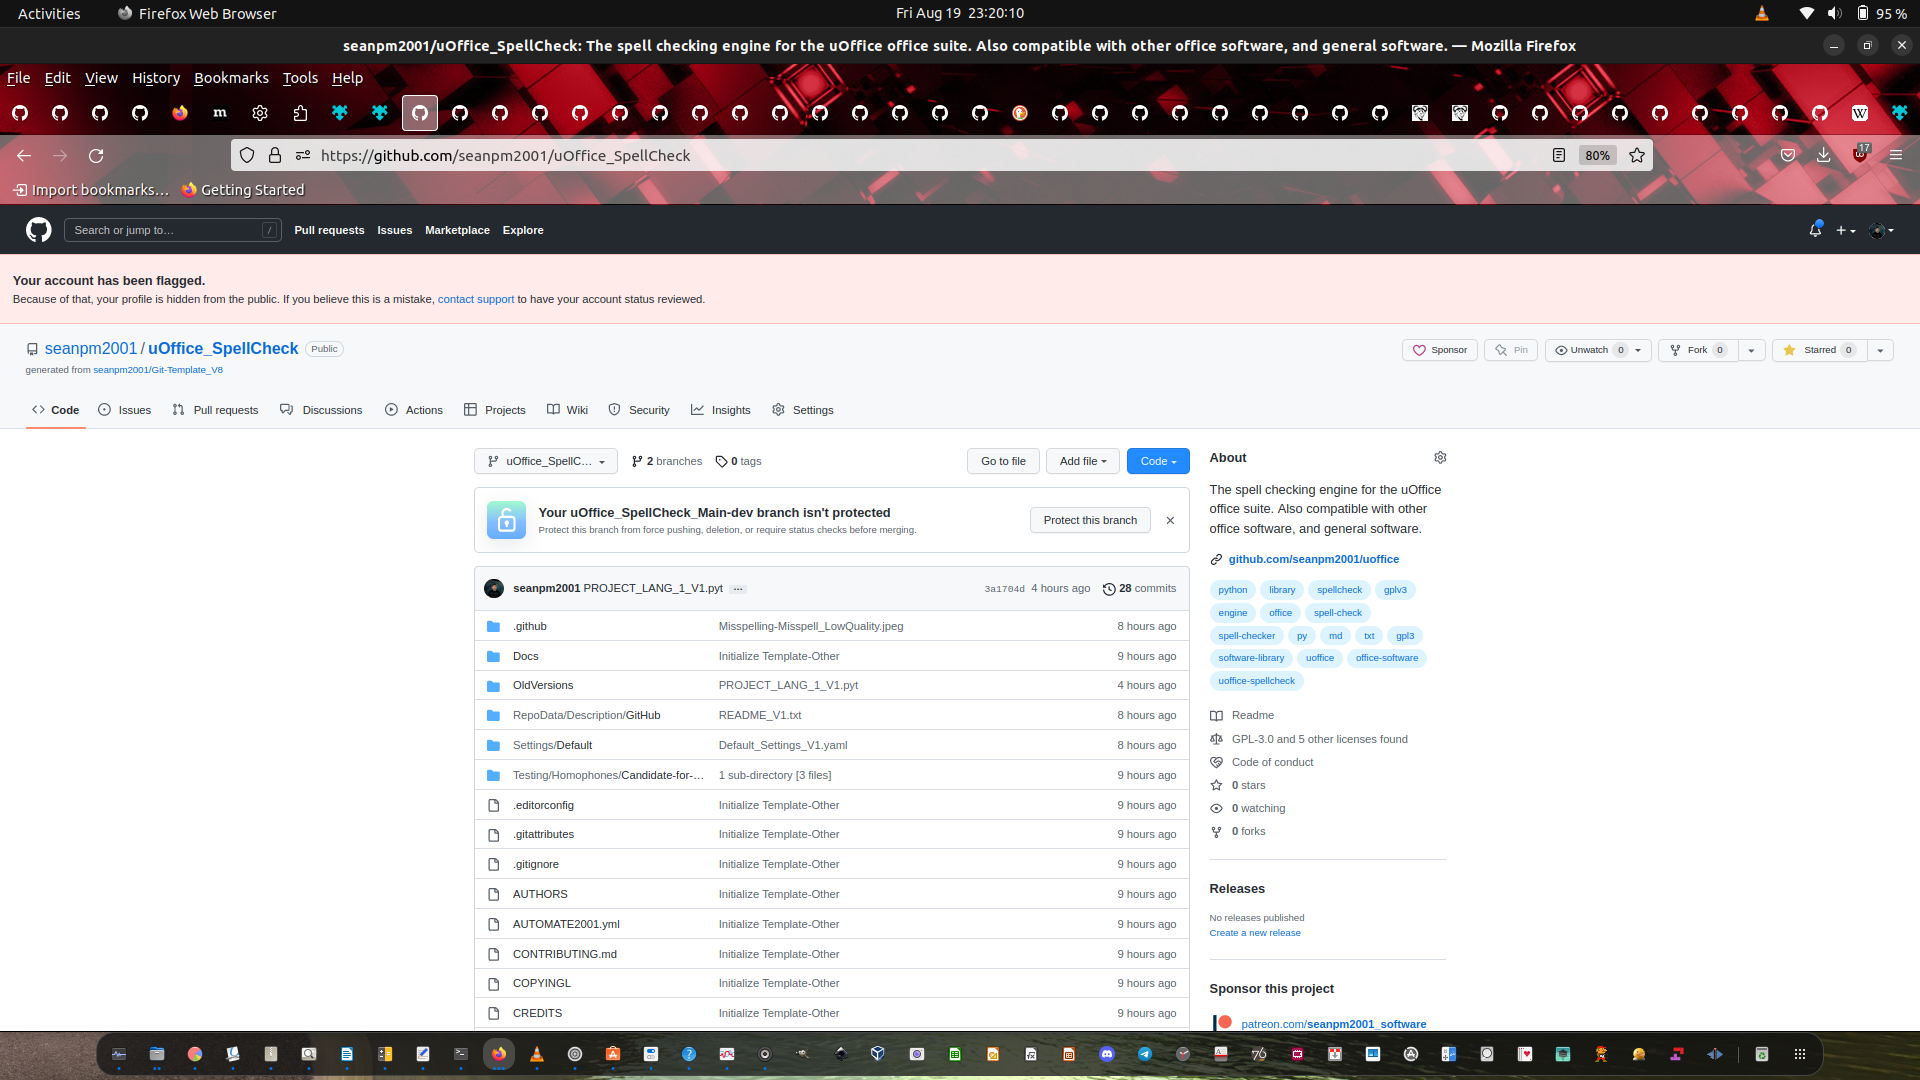 Activities Firefox Web Browser Fri Aug 19 23:20:10 95 %
seanpm2001/uOffice_SpellCheck: The spell checking engine for the uOffice office suite. Also compatible with other office software, and general software. — Mozilla Firefox
File Edit View History Bookmarks Tools Help
https://github.com/seanpm2001/uOffice_SpellCheck 80% 17
Import bookmarks… Getting Started
Search or jump to… / Pull requests Issues Marketplace Explore
Your account has been flagged.
Because of that, your profile is hidden from the public. If you believe this is a mistake, contact support to have your account status reviewed.
seanpm2001 / uOffice_SpellCheck Public Sponsor Pin Unwatch 0 Fork 0 Starred 0
generated from seanpm2001/Git-Template_V8
Code Issues Pull requests Discussions Actions Projects Wiki Security Insights Settings
uOffice_SpellC… 2 branches 0 tags Go to file Add file Code
Your uOffice_SpellCheck_Main-dev branch isn't protected
Protect this branch from force pushing, deletion, or require status checks before merging.
Protect this branch
seanpm2001 PROJECT_LANG_1_V1.pyt … 3a1704d 4 hours ago 28 commits
.github Misspelling-Misspell_LowQuality.jpeg 8 hours ago
Docs Initialize Template-Other 9 hours ago
OldVersions PROJECT_LANG_1_V1.pyt 4 hours ago
RepoData/Description/GitHub README_V1.txt 8 hours ago
Settings/Default Default_Settings_V1.yaml 8 hours ago
Testing/Homophones/Candidate-for-… 1 sub-directory [3 files] 9 hours ago
.editorconfig Initialize Template-Other 9 hours ago
.gitattributes Initialize Template-Other 9 hours ago
.gitignore Initialize Template-Other 9 hours ago
AUTHORS Initialize Template-Other 9 hours ago
AUTOMATE2001.yml Initialize Template-Other 9 hours ago
CONTRIBUTING.md Initialize Template-Other 9 hours ago
COPYINGL Initialize Template-Other 9 hours ago
CREDITS Initialize Template-Other 9 hours ago
About
The spell checking engine for the uOffice
office suite. Also compatible with other
office software, and general software.
github.com/seanpm2001/uoffice
python library spellcheck gplv3
engine office spell-check
spell-checker py md txt gpl3
software-library uoffice office-software
uoffice-spellcheck
Readme
GPL-3.0 and 5 other licenses found
Code of conduct
0 stars
0 watching
0 forks
Releases
No releases published
Create a new release
Sponsor this project
patreon.com/seanpm2001_software